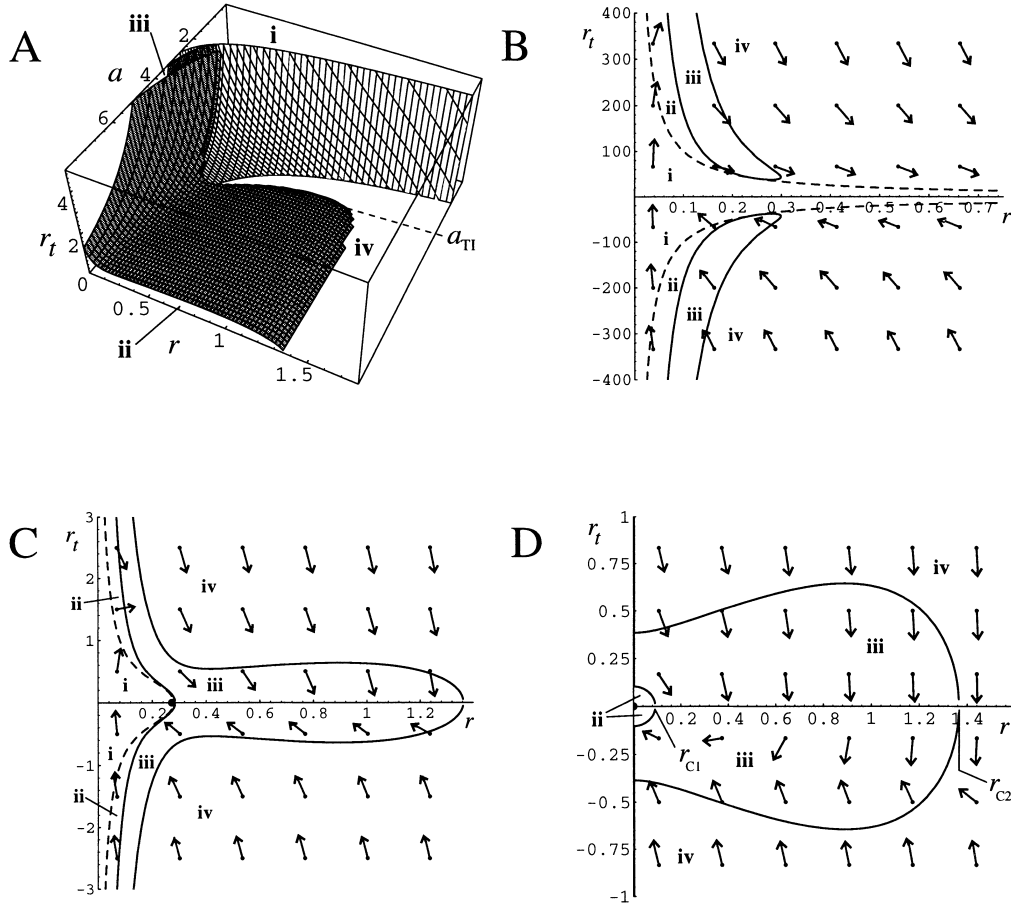 A
iii
i
2
a
4
6
4
r_t
2
0
0.5
1
1.5
r
ii
iv
a_TI
B
r_t
400
300
200
100
-100
-200
-300
-400
0.1 0.2 0.3 0.4 0.5 0.6 0.7 r
iv
iii
ii
i
i
ii
iii
iv
C
r_t
3
2
1
-1
-2
-3
0.2 0.4 0.6 0.8 1 1.2 r
iv
ii
i
iii
i
iii
ii
iv
D
r_t
1
0.75
0.5
0.25
-0.25
-0.5
-0.75
-1
0.2 0.4 0.6 0.8 1 1.2 1.4 r
iv
iii
ii
r_C1
iii
r_C2
iv